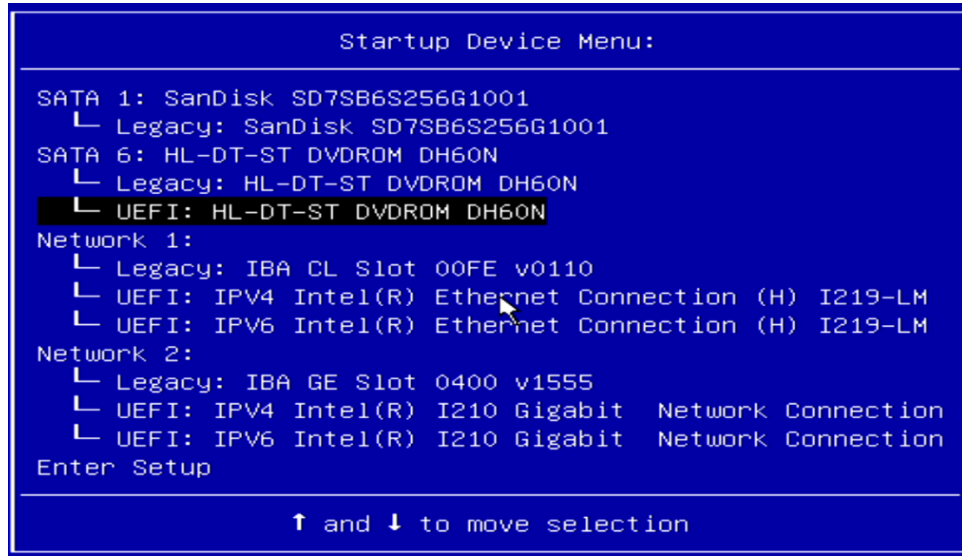 Startup Device Menu:
SATA 1: SanDisk SD7SB6S256G1001
Legacy: SanDisk SD7SB6S256G1001
SATA 6: HL-DT-ST DVDROM DH60N
Legacy: HL-DT-ST DVDROM DH60N
UEFI: HL-DT-ST DVDROM DH60N
Network 1:
Legacy: IBA CL Slot 00FE v0110
UEFI: IPV4 Intel(R) Ethernet Connection (H) I219-LM
UEFI: IPV6 Intel(R) Ethernet Connection (H) I219-LM
Network 2:
Legacy: IBA GE Slot 0400 v1555
UEFI: IPV4 Intel(R) I210 Gigabit  Network Connection
UEFI: IPV6 Intel(R) I210 Gigabit  Network Connection
Enter Setup
↑ and ↓ to move selection